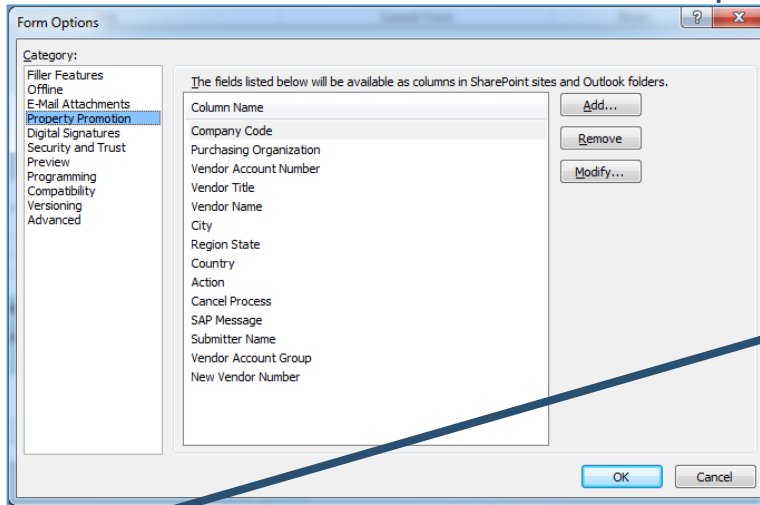 Form Options
Category:
Filler Features
Offline
E-Mail Attachments
Property Promotion
Digital Signatures
Security and Trust
Preview
Programming
Compatibility
Versioning
Advanced
The fields listed below will be available as columns in SharePoint sites and Outlook folders.
Column Name
Company Code
Purchasing Organization
Vendor Account Number
Vendor Title
Vendor Name
City
Region State
Country
Action
Cancel Process
SAP Message
Submitter Name
Vendor Account Group
New Vendor Number
Add...
Remove
Modify...
OK
Cancel